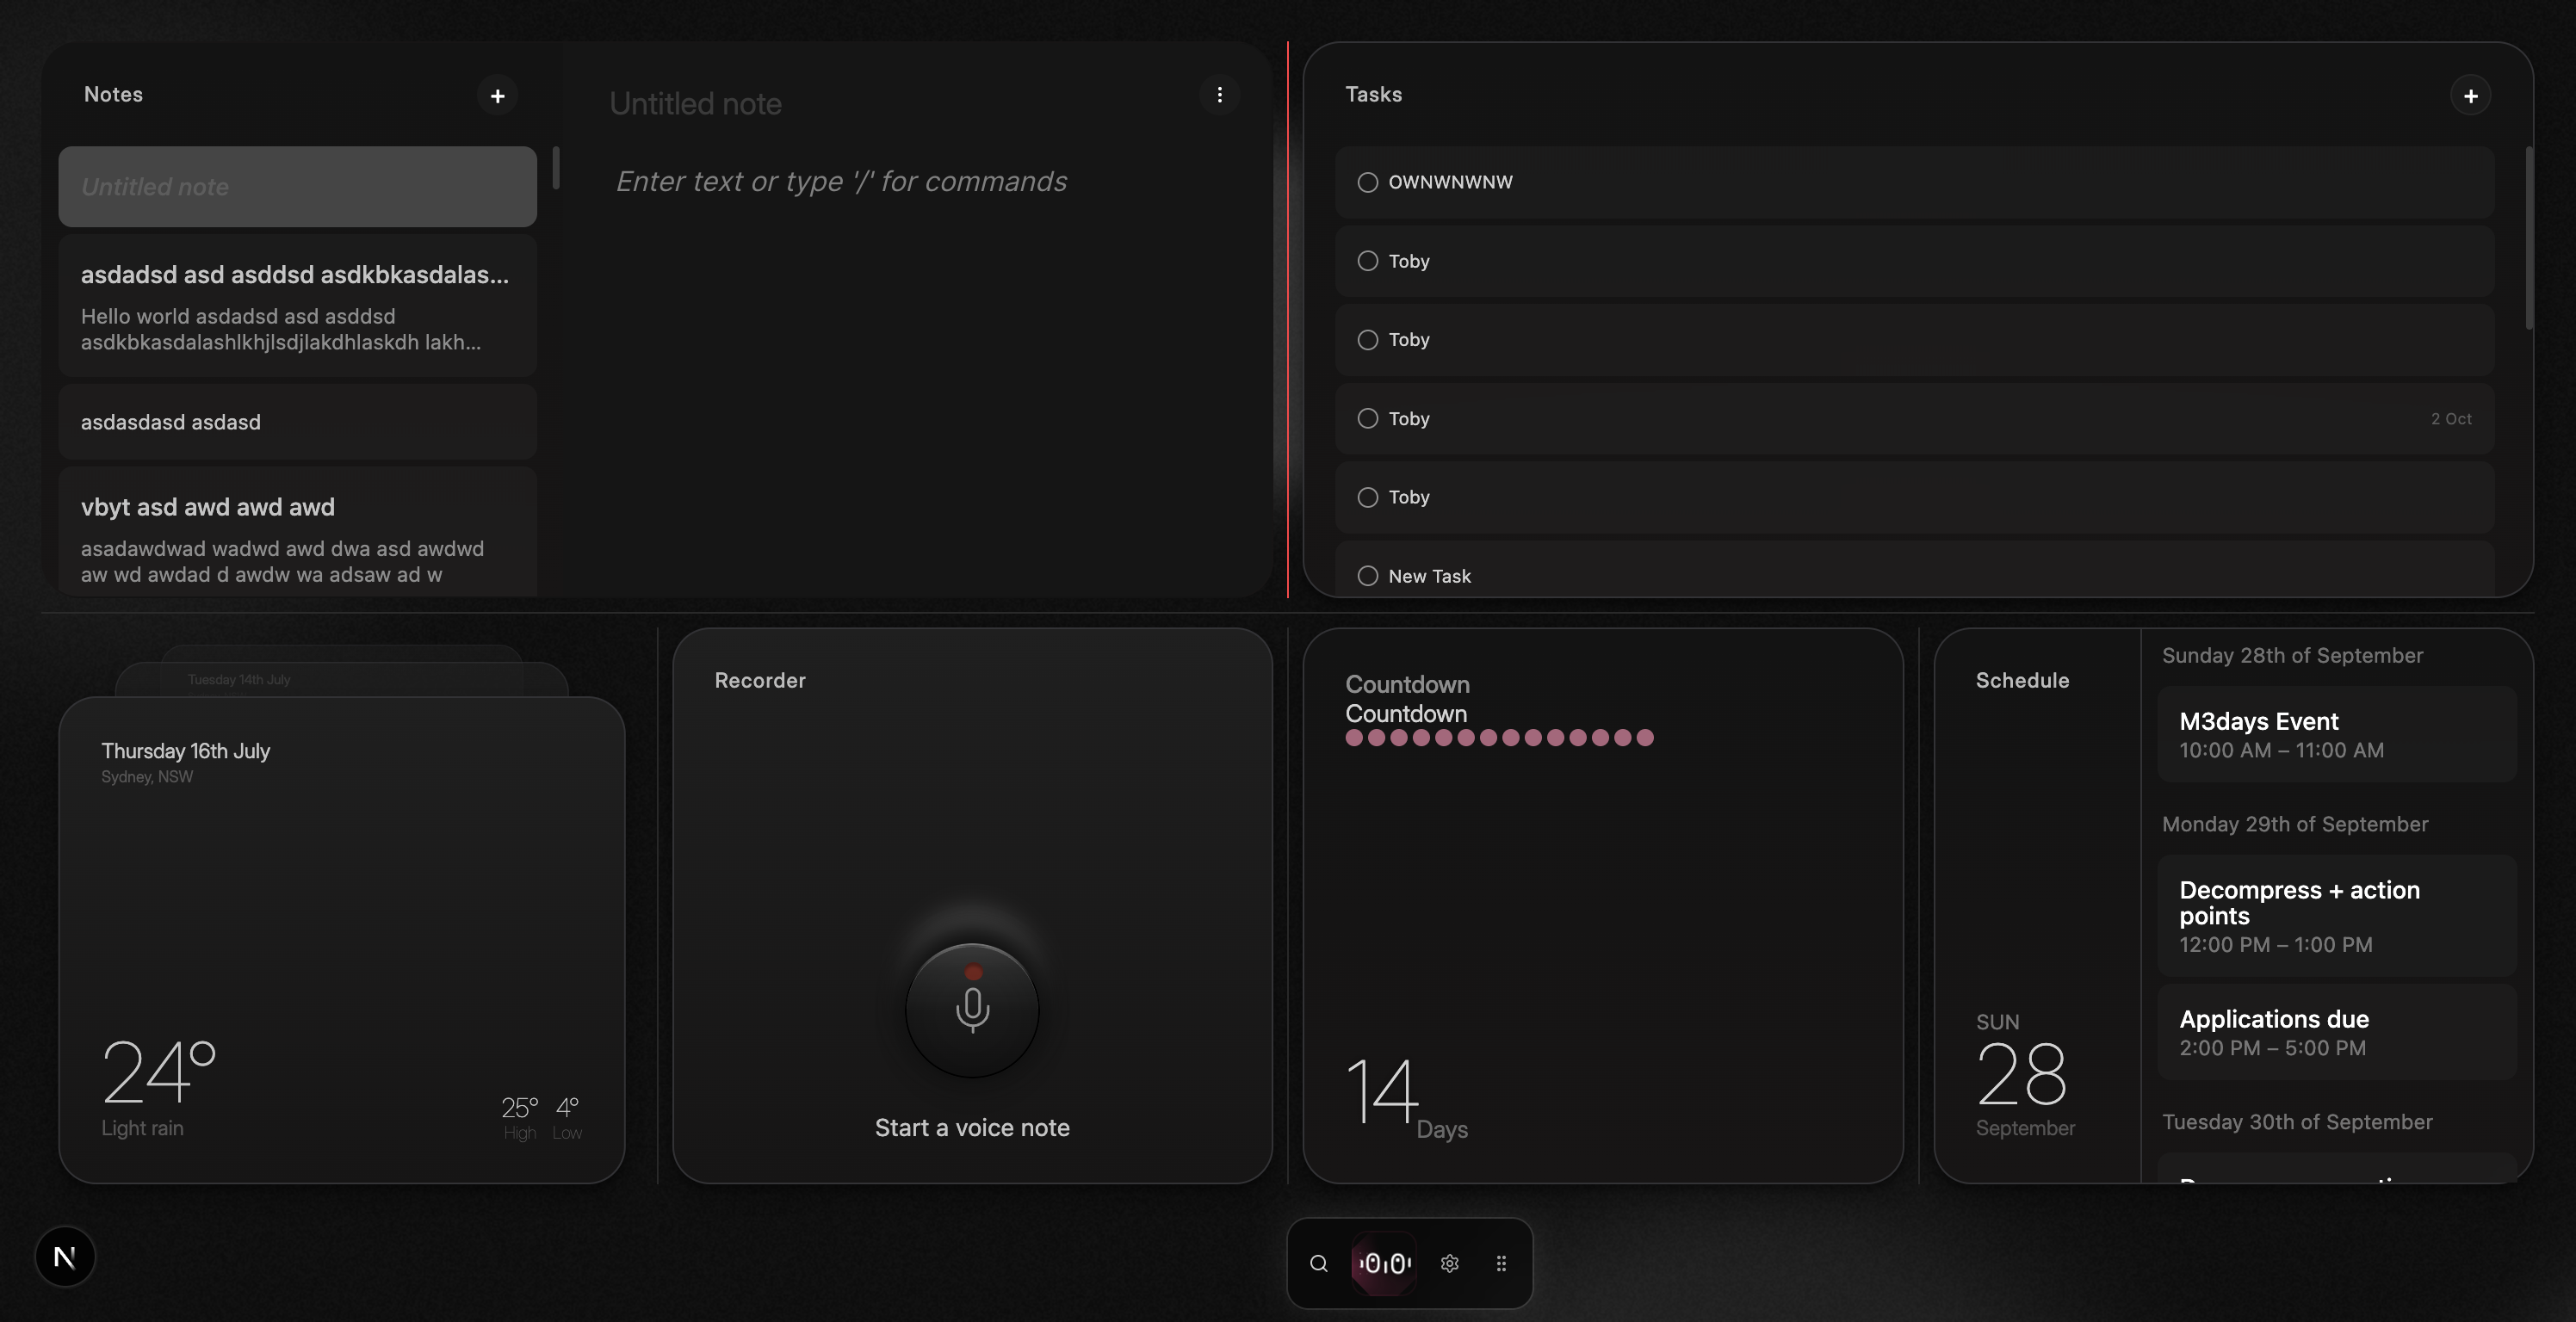 Notes
Untitled note
asdadsd asd asddsd asdkbkasdalas...
Hello world asdadsd asd asddsd
asdkbkasdalashlkhjlsdjlakdhlaskdh lakh...
asdasdasd asdasd
vbyt asd awd awd awd
asadawdwad wadwd awd dwa asd awdwd
aw wd awdad d awdw wa adsaw ad w
Untitled note
Enter text or type '/' for commands
Tasks
OWNWNWNW
Toby
Toby
Toby
2 Oct
Toby
New Task
Tuesday 14th July
Thursday 16th July
Sydney, NSW
24°
Light rain
25° 4°
High Low
Recorder
Start a voice note
Countdown
Countdown
14
Days
Schedule
SUN
28
September
Sunday 28th of September
M3days Event
10:00 AM – 11:00 AM
Monday 29th of September
Decompress + action
points
12:00 PM – 1:00 PM
Applications due
2:00 PM – 5:00 PM
Tuesday 30th of September
N